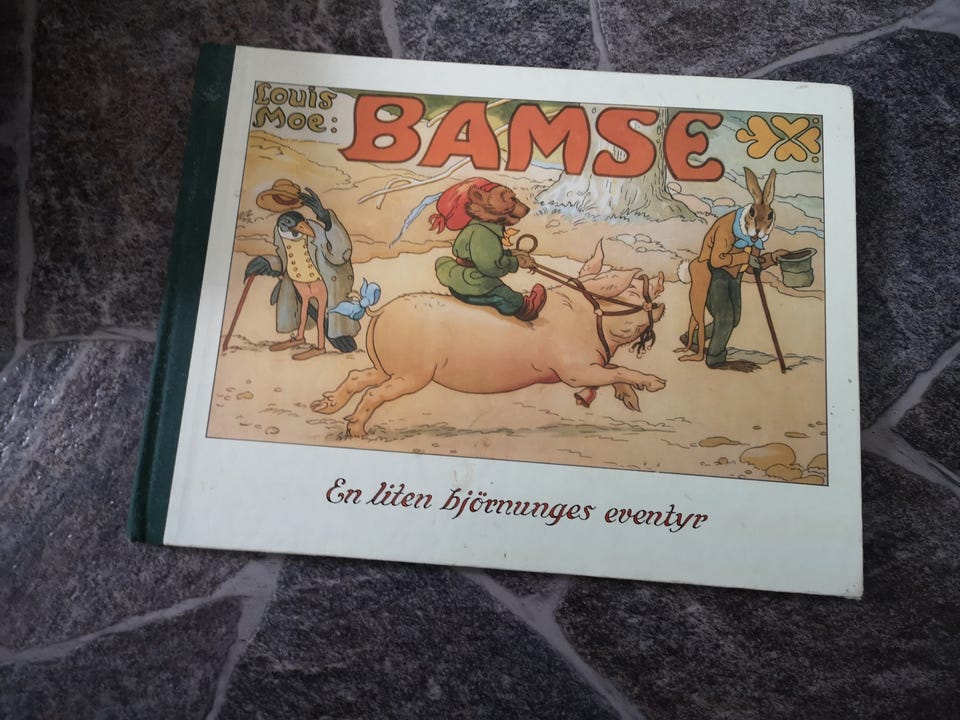 Louis
Moe:
BAMSE
En liten björnunges eventyr